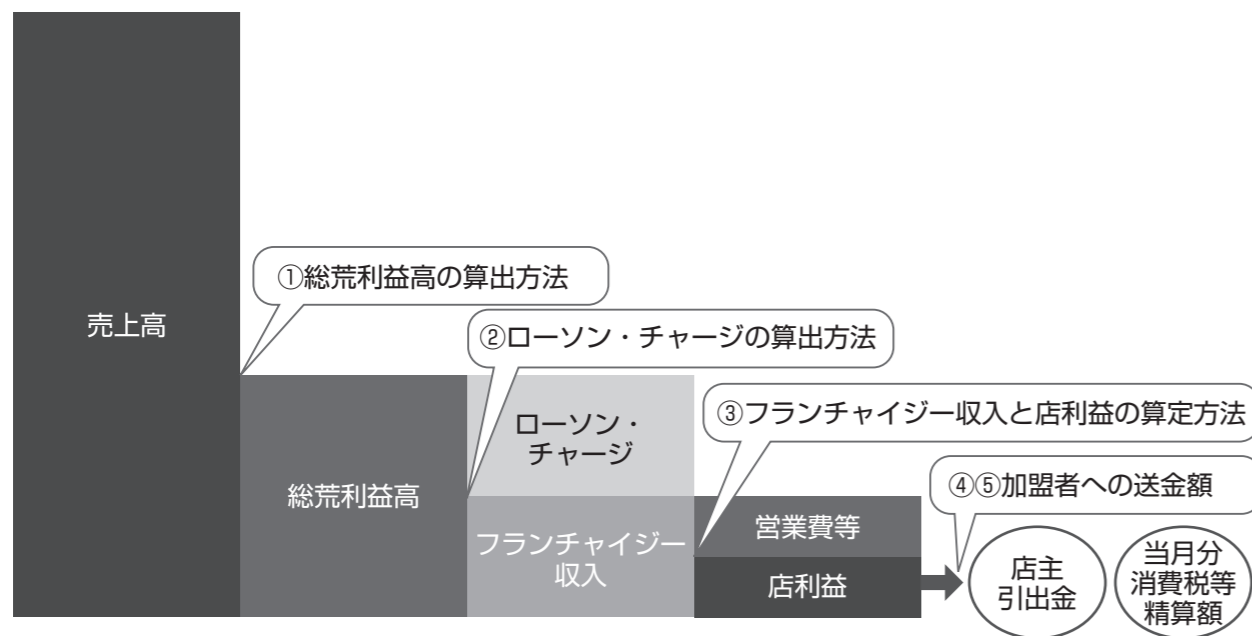 売上高
①総荒利益高の算出方法
総荒利益高
②ローソン・チャージの算出方法
ローソン・
チャージ
フランチャイジー
収入
③フランチャイジー収入と店利益の算定方法
営業費等
店利益
④⑤加盟者への送金額
店主
引出金
当月分
消費税等
精算額